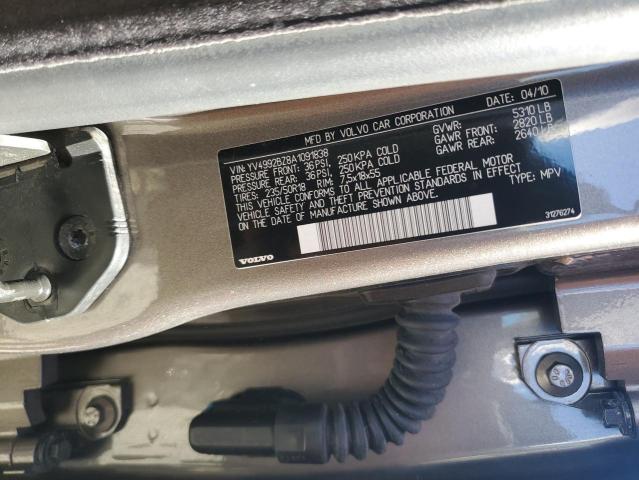 MFD BY VOLVO CAR CORPORATION DATE: 04/10
VIN: YV4992BZ8A1091838 GVWR: 5310 LB
PRESSURE FRONT: 36 PSI, 250 KPA COLD GAWR FRONT: 2820 LB
PRESSURE REAR: 36 PSI, 250 KPA COLD GAWR REAR: 2640 LB
TIRES: 235/50R18 RIM: 7,5x18x55
VEHICLE CONFORMS TO ALL APPLICABLE FEDERAL MOTOR
VEHICLE SAFETY AND THEFT PREVENTION STANDARDS IN EFFECT
ON THE DATE OF MANUFACTURE SHOWN ABOVE. TYPE: MPV
31276274
VOLVO